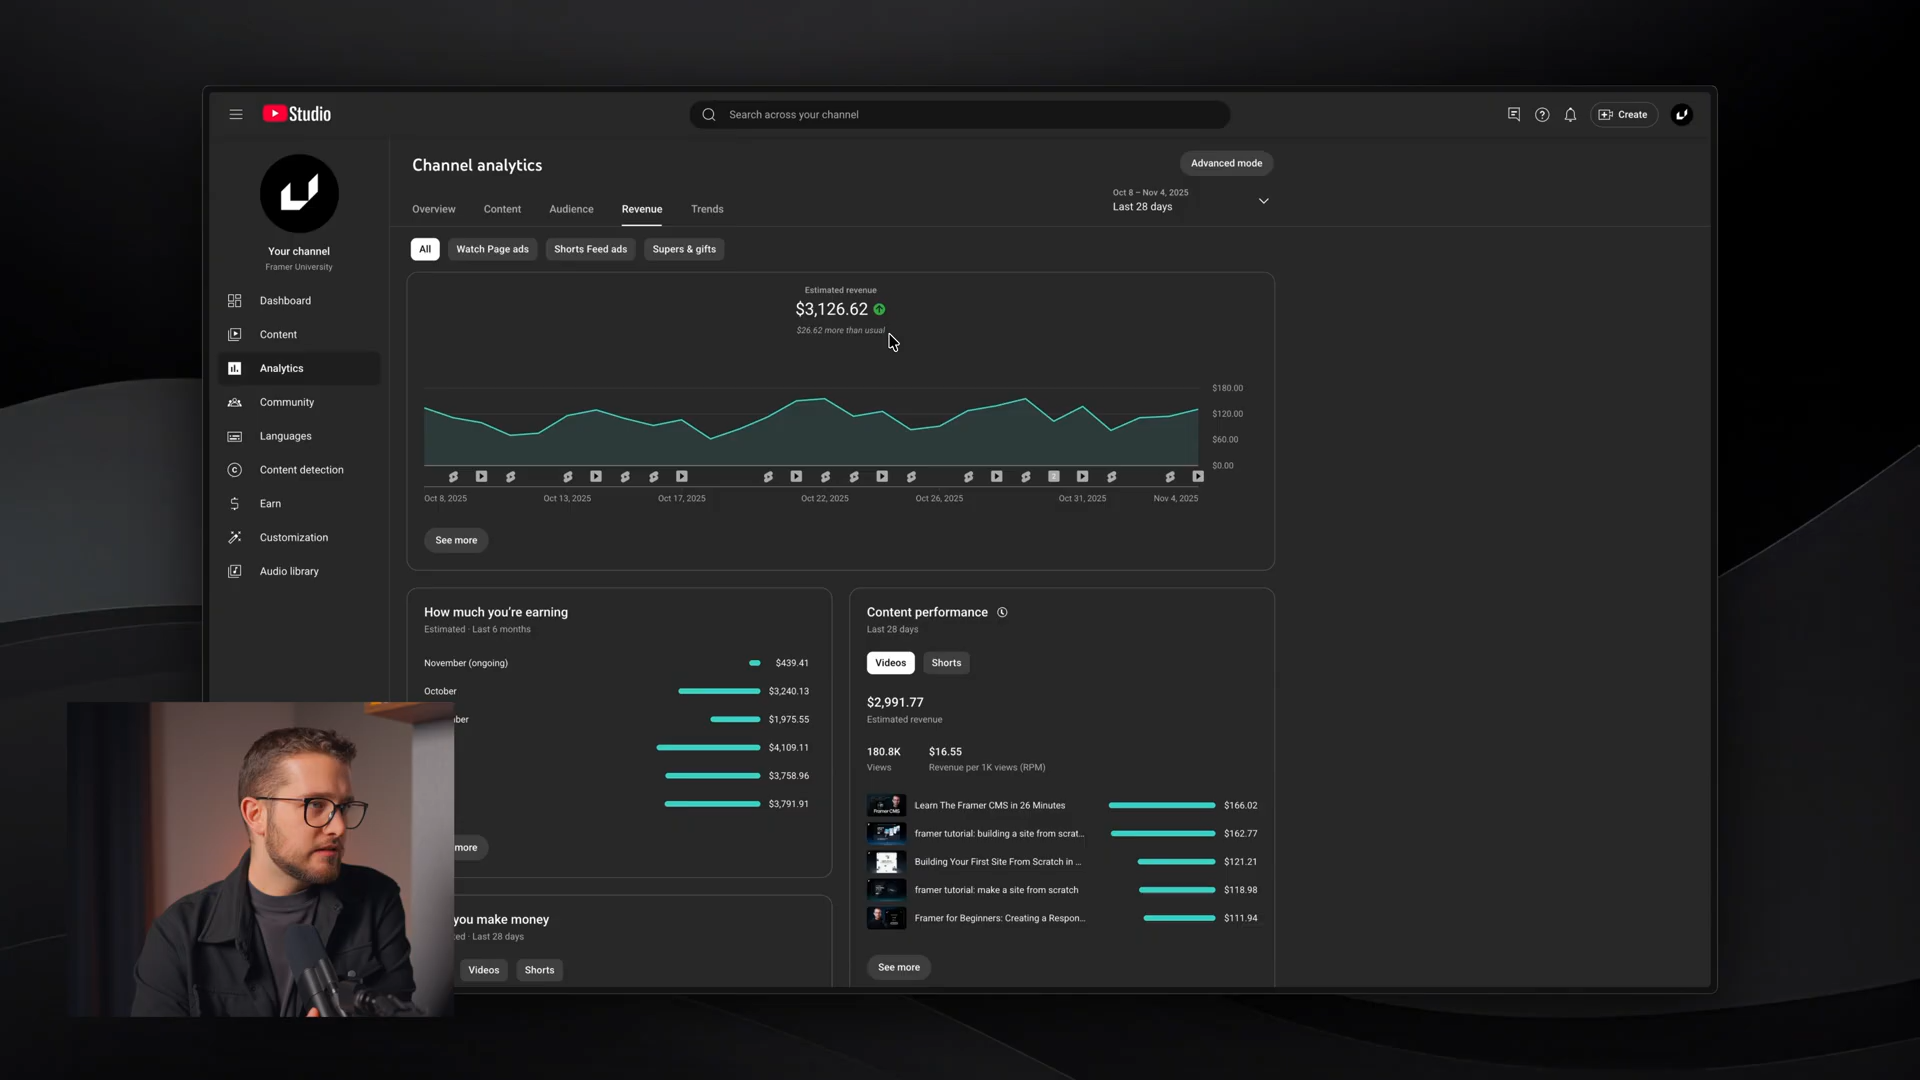 Studio
Search across your channel
Create
Your channel
Framer University
Dashboard
Content
Analytics
Community
Languages
Content detection
Earn
Customization
Audio library
Channel analytics
Advanced mode
Oct 8 – Nov 4, 2025
Last 28 days
Overview
Content
Audience
Revenue
Trends
All
Watch Page ads
Shorts Feed ads
Supers & gifts
Estimated revenue
$3,126.62
$26.62 more than usual
$180.00
$120.00
$60.00
$0.00
Oct 8, 2025
Oct 13, 2025
Oct 17, 2025
Oct 22, 2025
Oct 26, 2025
Oct 31, 2025
Nov 4, 2025
See more
How much you're earning
Estimated · Last 6 months
November (ongoing) $439.41
October $3,240.13
ber $1,975.55
$4,109.11
$3,758.96
$3,791.91
more
you make money
ed · Last 28 days
Videos
Shorts
Content performance
Last 28 days
Videos
Shorts
$2,991.77
Estimated revenue
180.8K
Views
$16.55
Revenue per 1K views (RPM)
Learn The Framer CMS in 26 Minutes $166.02
framer tutorial: building a site from scrat... $162.77
Building Your First Site From Scratch in ... $121.21
framer tutorial: make a site from scratch $118.98
Framer for Beginners: Creating a Respon... $111.94
See more